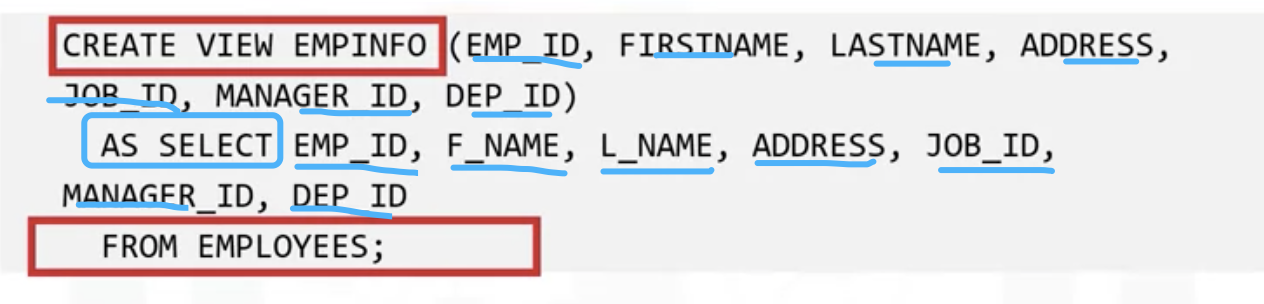 CREATE VIEW EMPINFO (EMP_ID, FIRSTNAME, LASTNAME, ADDRESS,
JOB_ID, MANAGER_ID, DEP_ID)
AS SELECT EMP_ID, F_NAME, L_NAME, ADDRESS, JOB_ID,
MANAGER_ID, DEP_ID
FROM EMPLOYEES;